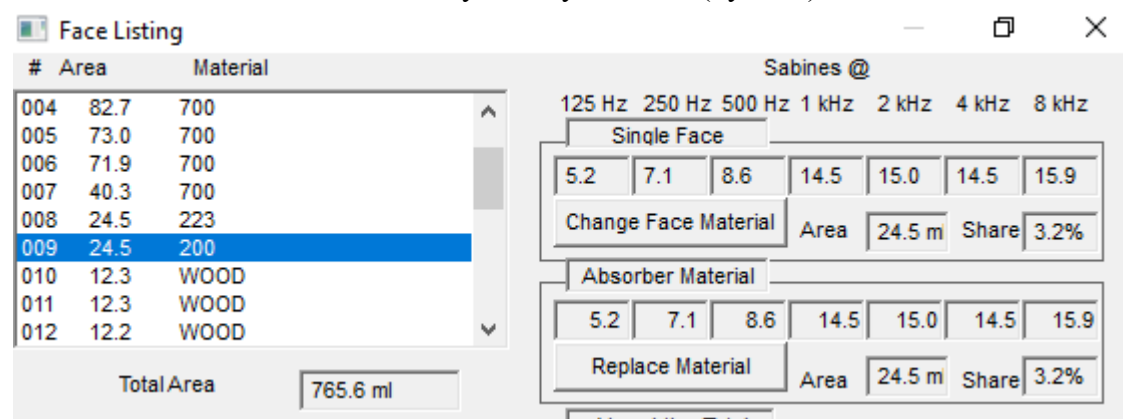 Face Listing
# Area Material
Sabines @
125 Hz 250 Hz 500 Hz 1 kHz 2 kHz 4 kHz 8 kHz
004 82.7 700
005 73.0 700
006 71.9 700
007 40.3 700
008 24.5 223
009 24.5 200
010 12.3 WOOD
011 12.3 WOOD
012 12.2 WOOD
Total Area 765.6 ml
Single Face
5.2 7.1 8.6 14.5 15.0 14.5 15.9
Change Face Material Area 24.5 m Share 3.2%
Absorber Material
5.2 7.1 8.6 14.5 15.0 14.5 15.9
Replace Material Area 24.5 m Share 3.2%